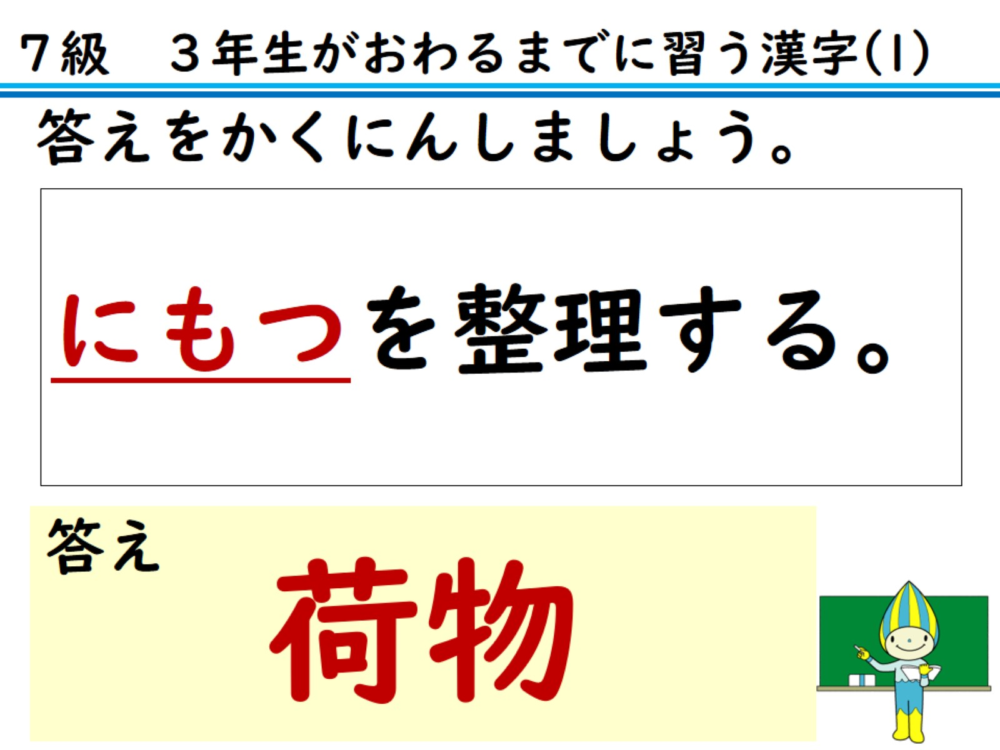 ７級　３年生がおわるまでに習う漢字(1)
答えをかくにんしましょう。
にもつを整理する。
答え
荷物